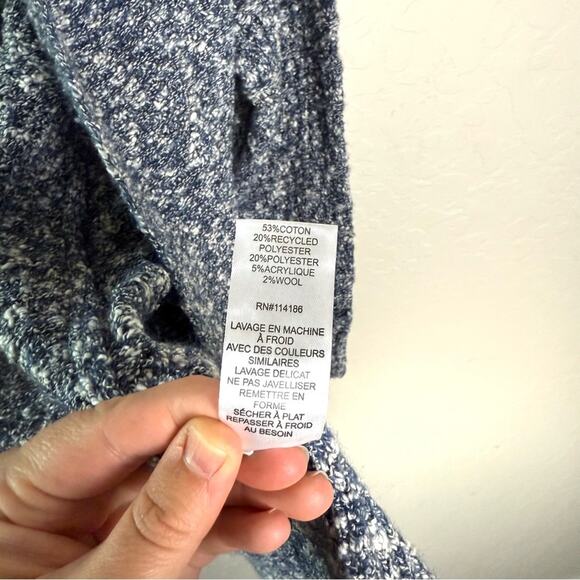 53%COTON
20%RECYCLED
POLYESTER
20%POLYESTER
5%ACRYLIQUE
2%WOOL
RN#114186
LAVAGE EN MACHINE
À FROID
AVEC DES COULEURS
SIMILAIRES
LAVAGE DELICAT
NE PAS JAVELLISER
REMETTRE EN
FORME
SÉCHER À PLAT
REPASSER À FROID
AU BESOIN